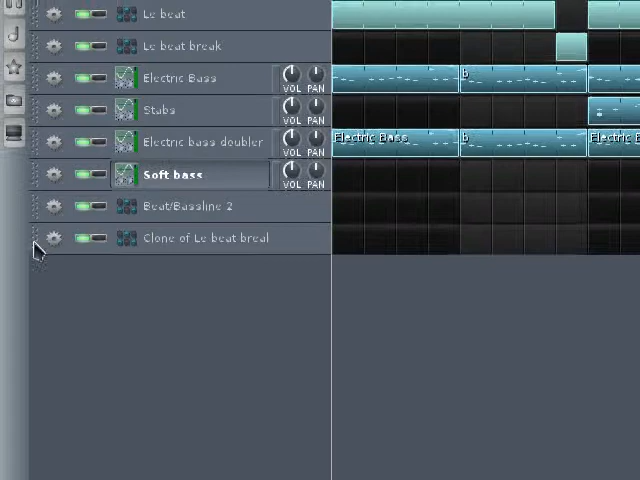 Le beat
Le beat break
Electric Bass
VOL PAN
b
Stabs
VOL PAN
Electric bass doubler
VOL PAN
Electric Bass
b
Electric B
Soft bass
VOL PAN
Beat/Bassline 2
Clone of Le beat breal